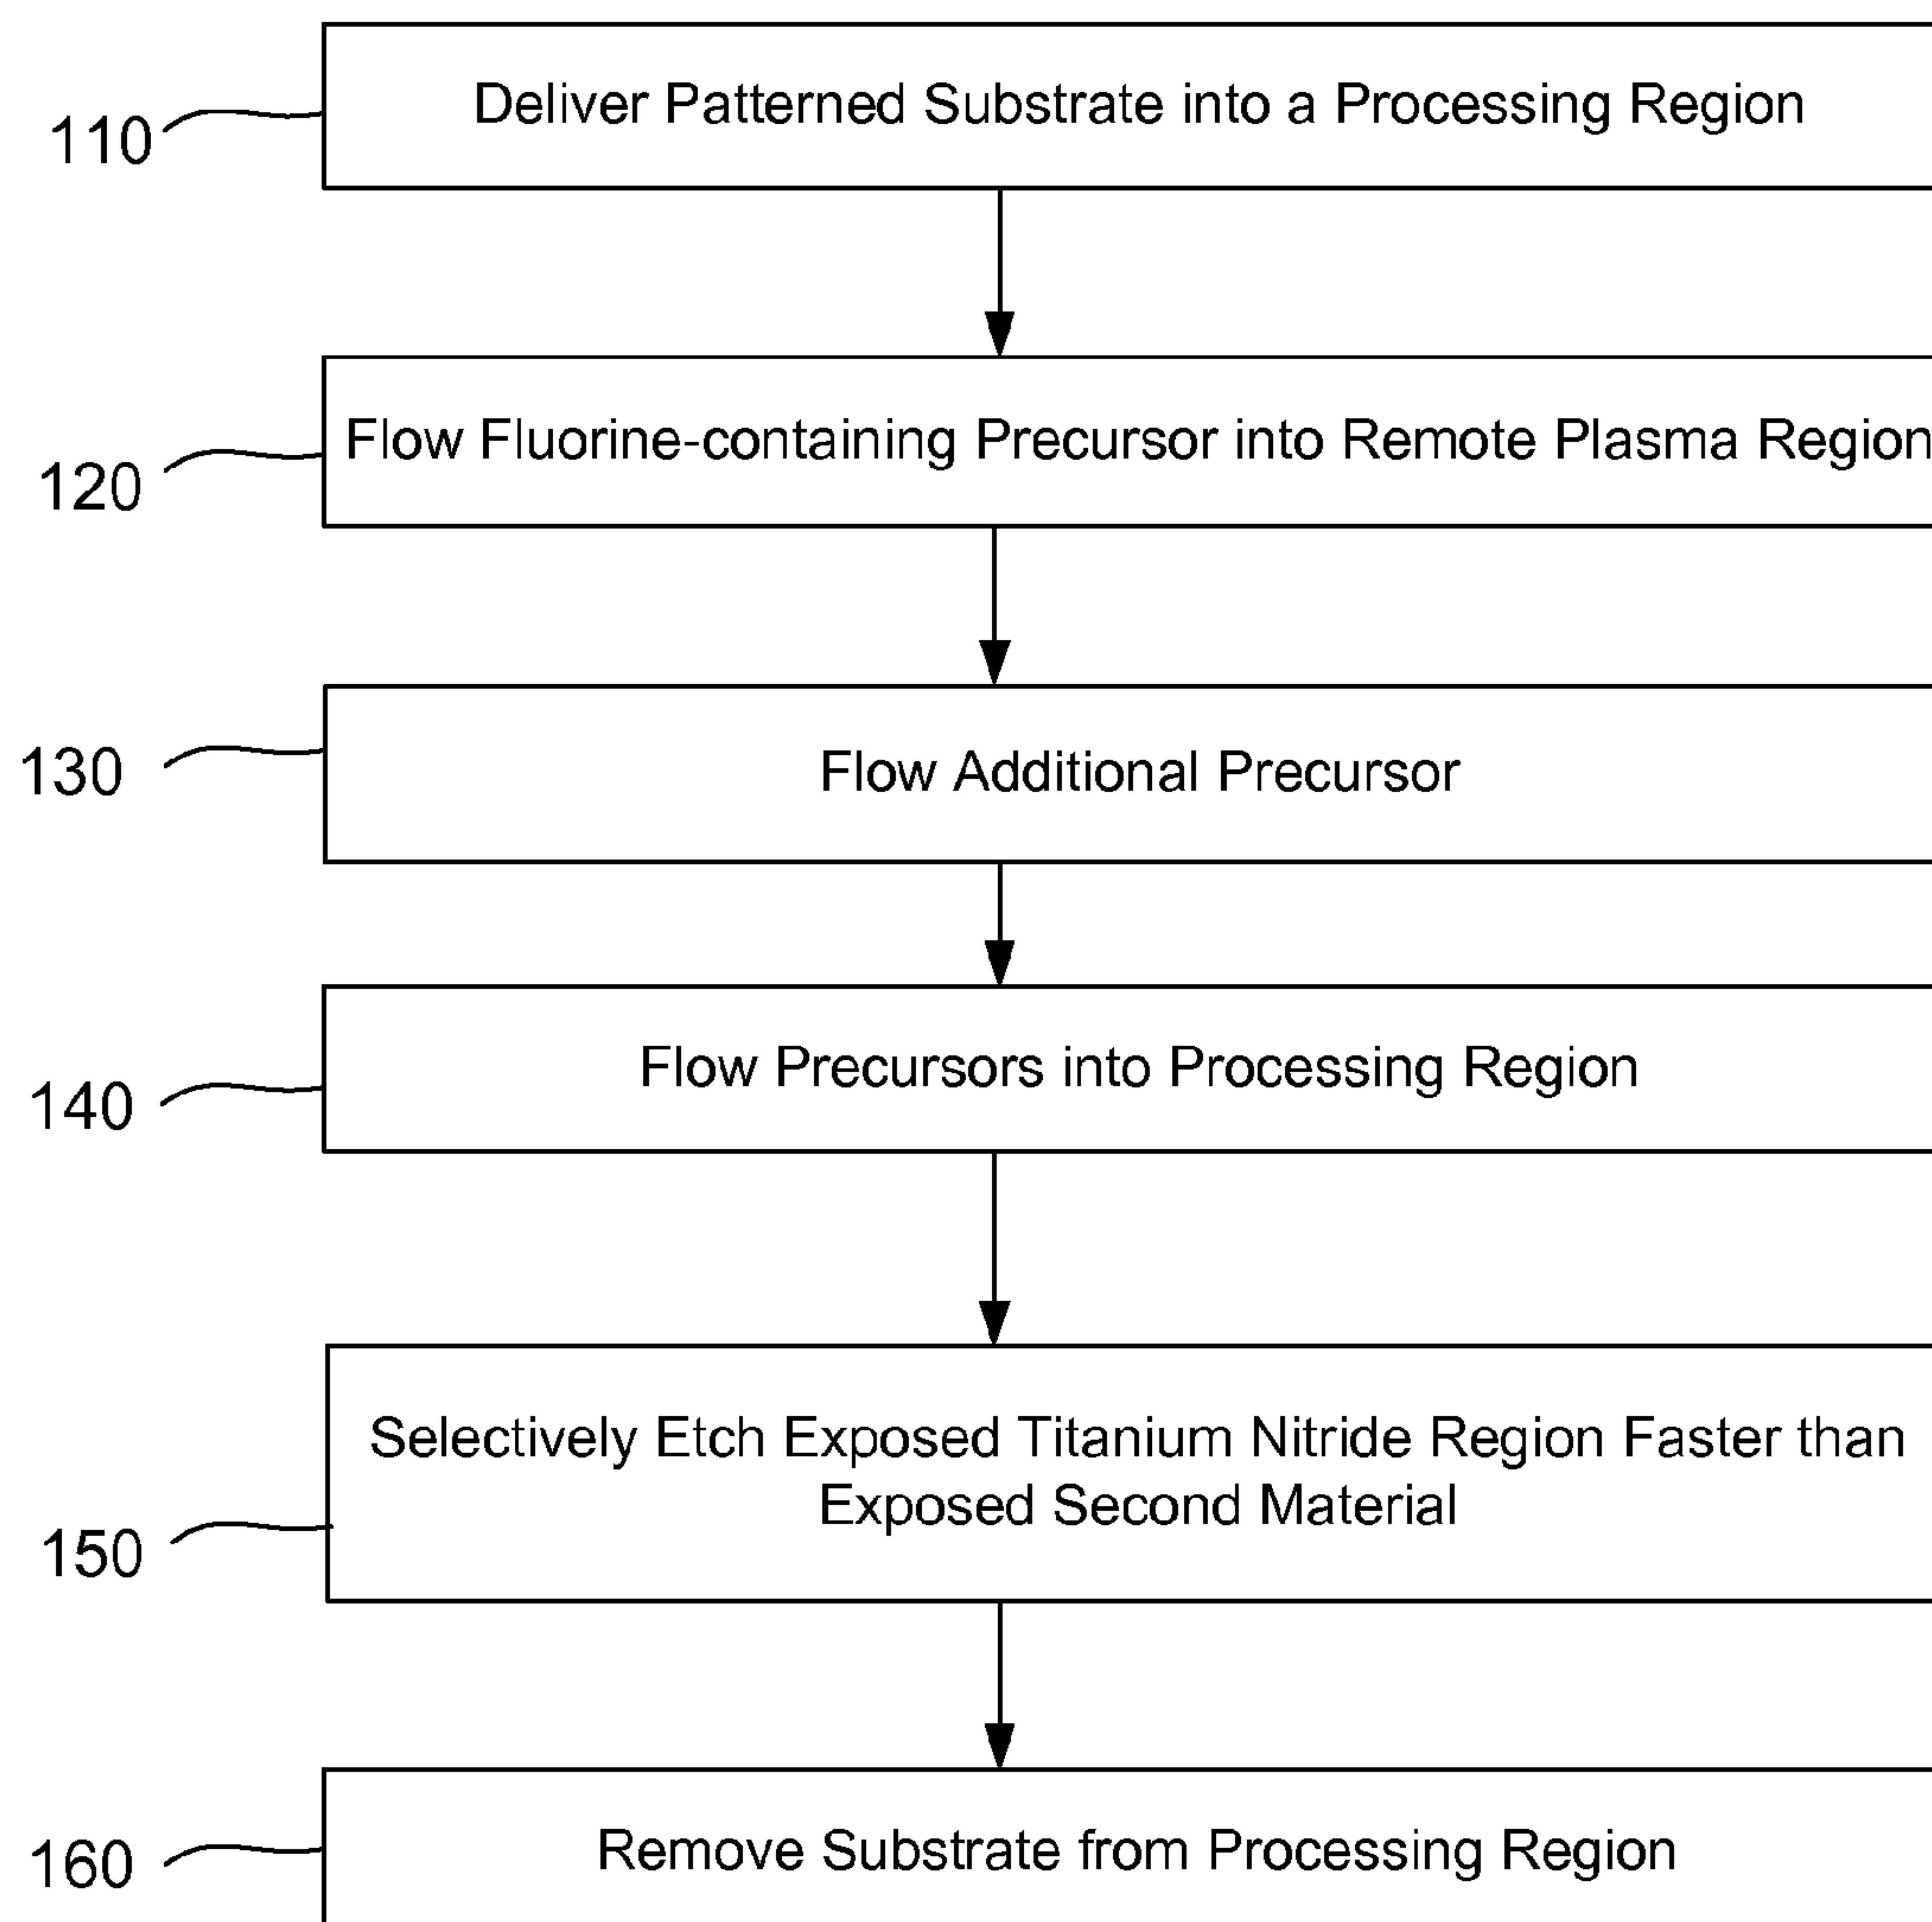 110
Deliver Patterned Substrate into a Processing Region
120
Flow Fluorine-containing Precursor into Remote Plasma Region
130
Flow Additional Precursor
140
Flow Precursors into Processing Region
150
Selectively Etch Exposed Titanium Nitride Region Faster than
Exposed Second Material
160
Remove Substrate from Processing Region